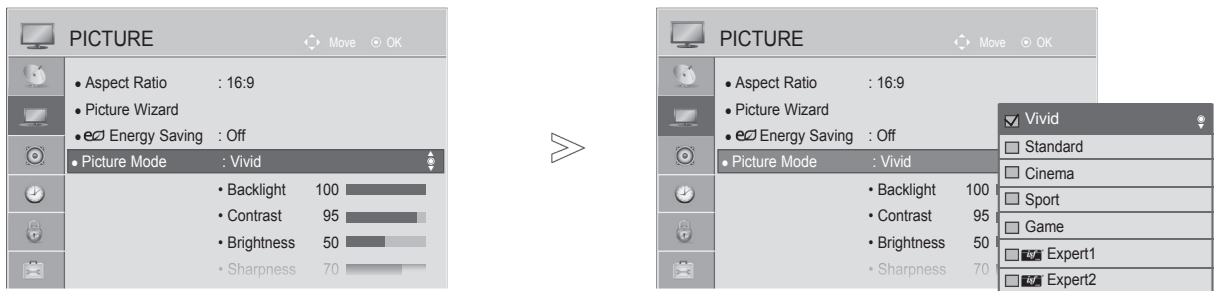 PICTURE
Move OK
• Aspect Ratio : 16:9
• Picture Wizard
• Energy Saving : Off
• Picture Mode : Vivid
• Backlight 100
• Contrast 95
• Brightness 50
• Sharpness 70
PICTURE
Move OK
• Aspect Ratio : 16:9
• Picture Wizard
• Energy Saving : Off
• Picture Mode : Vivid
• Backlight 100
• Contrast 95
• Brightness 50
• Sharpness 70
Vivid
Standard
Cinema
Sport
Game
Expert1
Expert2